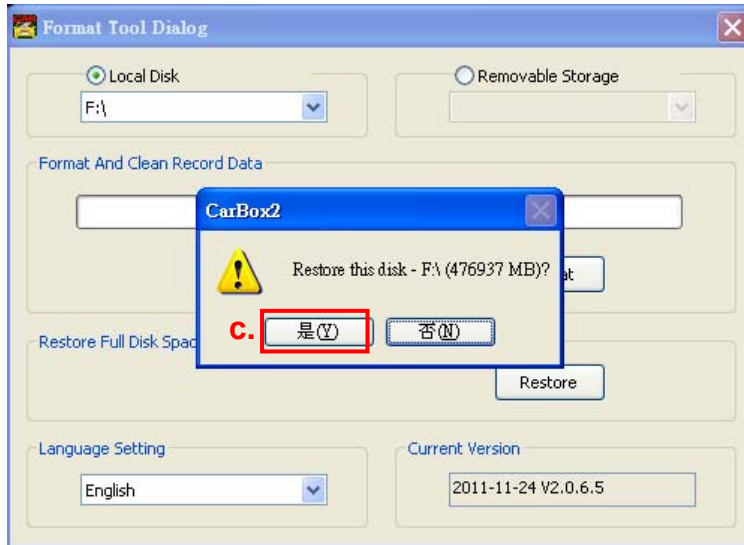 Format Tool Dialog
Local Disk
Removable Storage
F:\
Format And Clean Record Data
CarBox2
Restore this disk - F:\ (476937 MB)?
c. 是(Y) 否(N)
Restore Full Disk Spac
Restore
Language Setting
Current Version
English
2011-11-24 V2.0.6.5